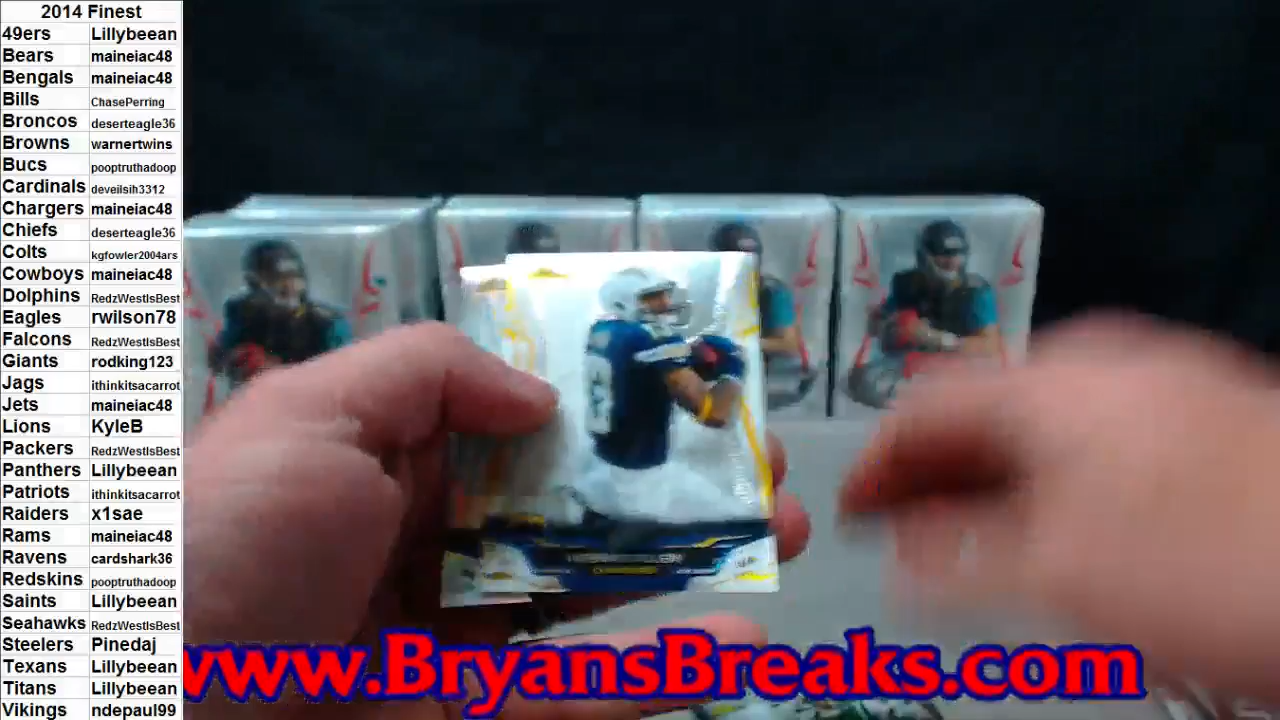 2014 Finest
49ers Lillybeean
Bears maineiac48
Bengals maineiac48
Bills ChasePerring
Broncos deserteagle36
Browns warnertwins
Bucs pooptruthadoop
Cardinals deveilsih3312
Chargers maineiac48
Chiefs deserteagle36
Colts kgfowler2004ars
Cowboys maineiac48
Dolphins RedzWestIsBest
Eagles rwilson78
Falcons RedzWestIsBest
Giants rodking123
Jags ithinkitsacarrot
Jets maineiac48
Lions KyleB
Packers RedzWestIsBest
Panthers Lillybeean
Patriots ithinkitsacarrot
Raiders x1sae
Rams maineiac48
Ravens cardshark36
Redskins pooptruthadoop
Saints Lillybeean
Seahawks RedzWestIsBest
Steelers Pinedaj
Texans Lillybeean
Titans Lillybeean
Vikings ndepaul99
www.BryansBreaks.com